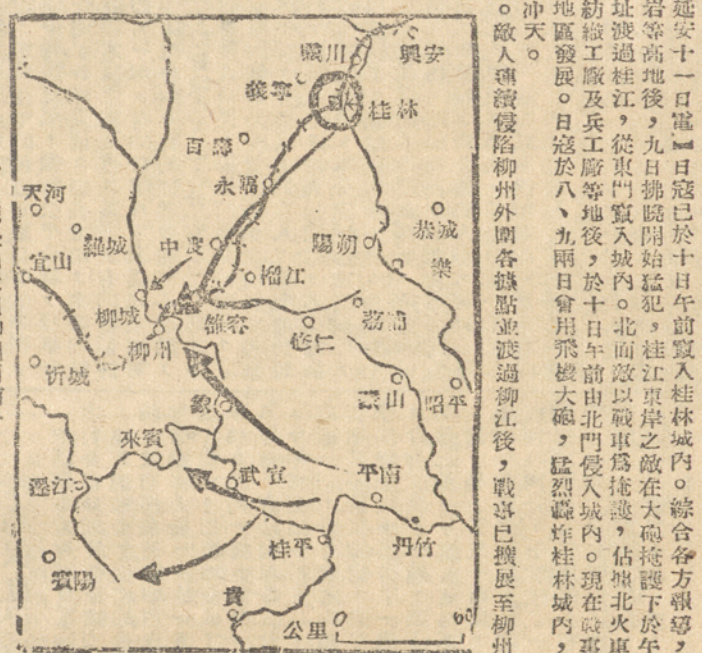 延安十一日電】日寇已於十日午前竄入桂林城內。綜合各方報導,
岩等高地後,九日拂曉開始猛犯,桂江東岸之敵在大砲掩護下於午
址渡過桂江,從東門竄入城內。北面敵以戰車爲掩護,佔據北火車
紡織工廠及兵工廠等地後,於十日午前由北門侵入城內。現在戰事
地區發展。日寇於八、九兩日曾用飛機大砲,猛烈轟炸桂林城內,
冲天。
。敵人連續侵陷柳州外圍各據點並渡過柳江後,戰事已擴展至柳州
興安
靈川
義寧
桂林
百壽
永福
天河
羅城
中渡
陽朔
恭城
樂
宜山
榴江
柳城
雒容
荔浦
柳州
修仁
忻城
象
山
昭平
來賓
武宣
平南
遷江
桂平
丹竹
賓陽
貴
公里
0
60